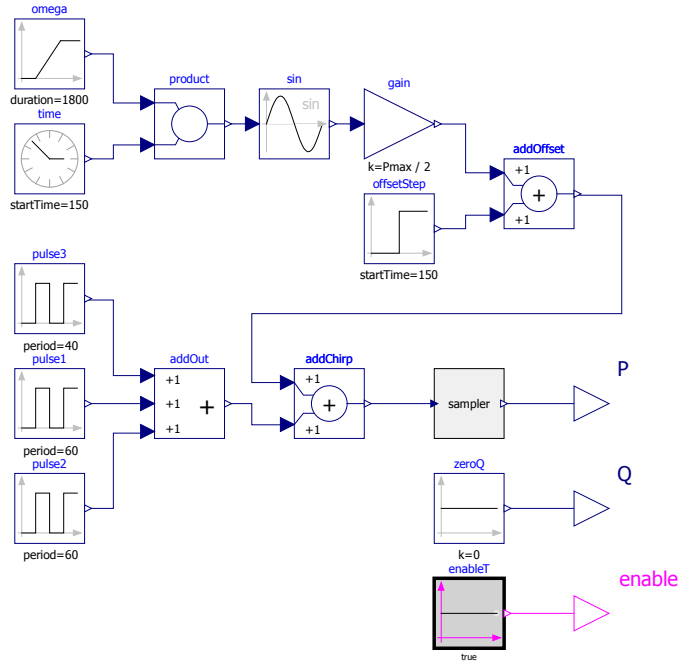 omega
duration=1800
time
startTime=150
product
sin
sin
gain
k=Pmax / 2
offsetStep
startTime=150
addOffset
+1
+
+1
pulse3
period=40
pulse1
period=60
pulse2
period=60
addOut
+1
+1
+
+1
addChirp
+1
+
+1
sampler
P
zeroQ
k=0
Q
enableT
true
enable